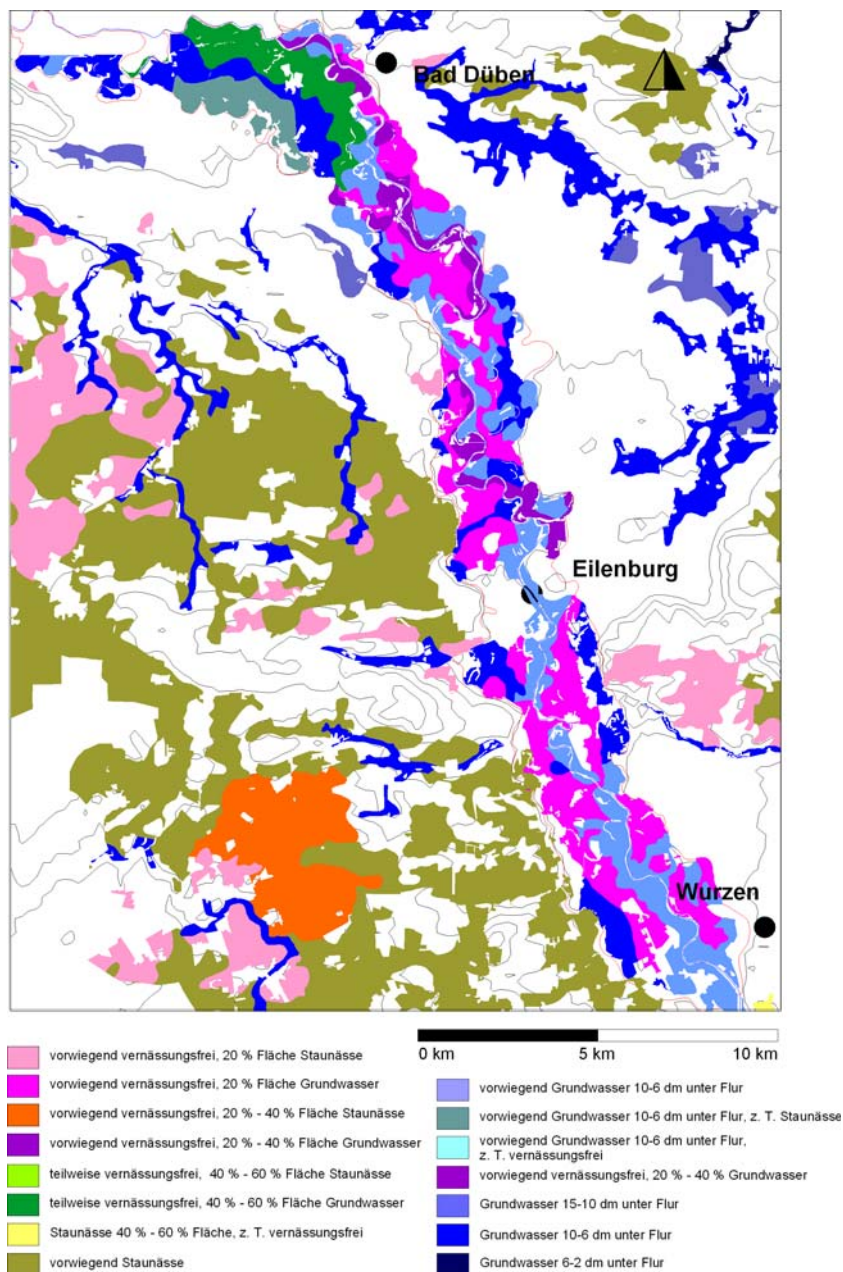 Bad Düben
Eilenburg
Wurzen
0 km 5 km 10 km
vorwiegend vernässungsfrei, 20 % Fläche Staunässe
vorwiegend vernässungsfrei, 20 % Fläche Grundwasser
vorwiegend vernässungsfrei, 20 % - 40 % Fläche Staunässe
vorwiegend vernässungsfrei, 20 % - 40 % Fläche Grundwasser
teilweise vernässungsfrei, 40 % - 60 % Fläche Staunässe
teilweise vernässungsfrei, 40 % - 60 % Fläche Grundwasser
Staunässe 40 % - 60 % Fläche, z. T. vernässungsfrei
vorwiegend Staunässe
vorwiegend Grundwasser 10-6 dm unter Flur
vorwiegend Grundwasser 10-6 dm unter Flur, z. T. Staunässe
vorwiegend Grundwasser 10-6 dm unter Flur,
z. T. vernässungsfrei
vorwiegend vernässungsfrei, 20 % - 40 % Grundwasser
Grundwasser 15-10 dm unter Flur
Grundwasser 10-6 dm unter Flur
Grundwasser 6-2 dm unter Flur